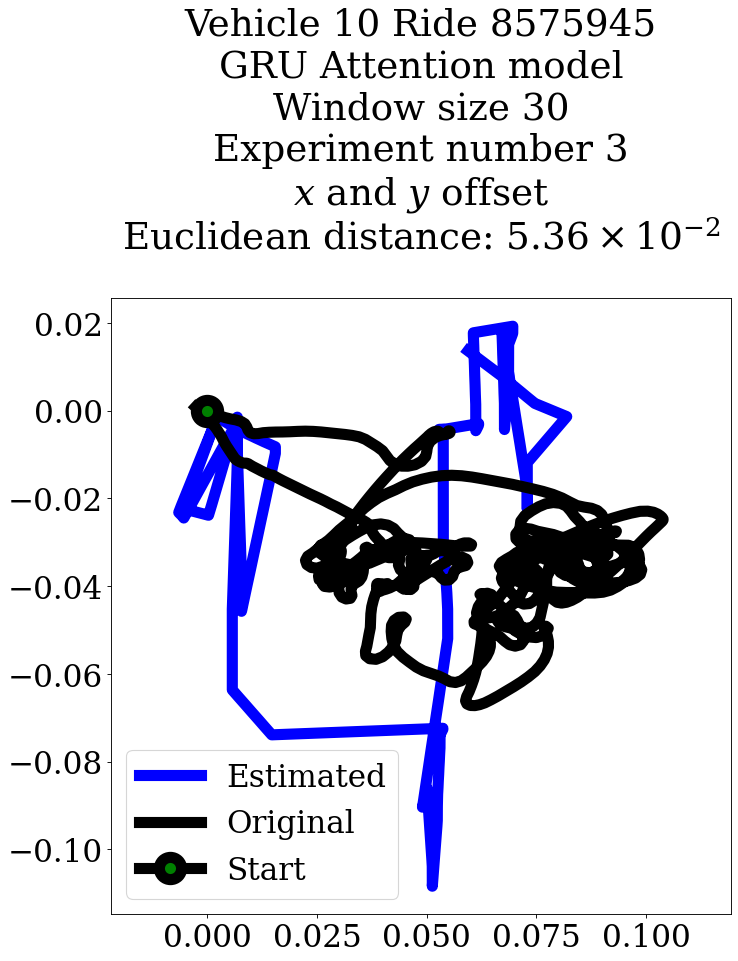 Vehicle 10 Ride 8575945
GRU Attention model
Window size 30
Experiment number 3
x and y offset
Euclidean distance: 5.36 × 10⁻²
0.02
0.00
−0.02
−0.04
−0.06
−0.08
−0.10
Estimated
Original
Start
0.000 0.025 0.050 0.075 0.100